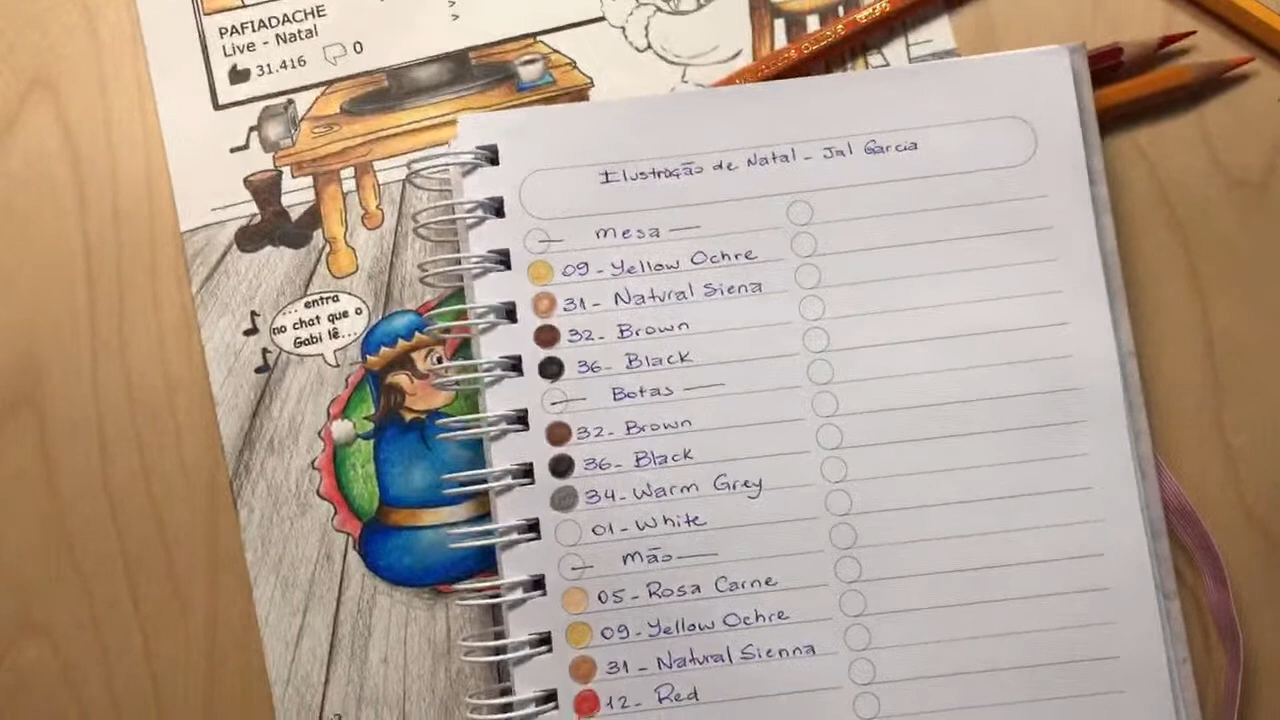 PAFIADACHE
Live - Natal
31.416 0
... entra
no chat que o
Gabi lê...
Ilustração de Natal - Jal Garcia
mesa
09 - Yellow Ochre
31 - Natural Siena
32 - Brown
36 - Black
Botas
32 - Brown
36 - Black
34 - Warm Grey
01 - White
mão
05 - Rosa Carne
09 - Yellow Ochre
31 - Natural Sienna
12 - Red